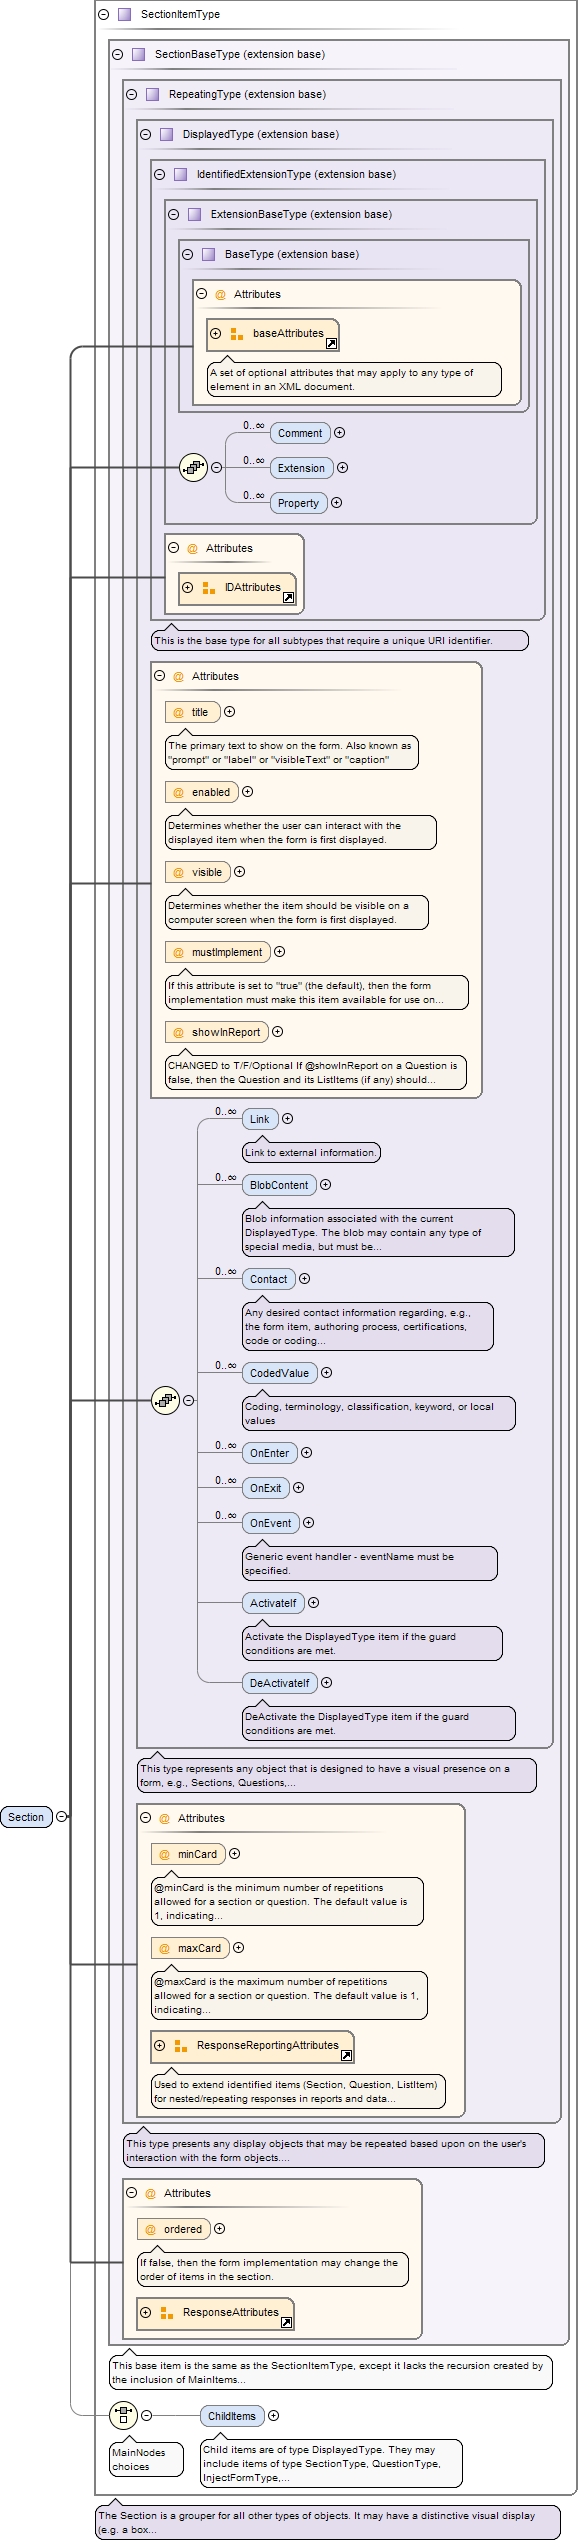 SectionItemType
SectionBaseType (extension base)
RepeatingType (extension base)
DisplayedType (extension base)
IdentifiedExtensionType (extension base)
ExtensionBaseType (extension base)
BaseType (extension base)
@ Attributes
baseAttributes
A set of optional attributes that may apply to any type of
element in an XML document.
0..∞ Comment
0..∞ Extension
0..∞ Property
@ Attributes
IDAttributes
This is the base type for all subtypes that require a unique URI identifier.
@ Attributes
@ title
The primary text to show on the form. Also known as
"prompt" or "label" or "visibleText" or "caption"
@ enabled
Determines whether the user can interact with the
displayed item when the form is first displayed.
@ visible
Determines whether the item should be visible on a
computer screen when the form is first displayed.
@ mustImplement
If this attribute is set to "true" (the default), then the form
implementation must make this item available for use on...
@ showInReport
CHANGED to T/F/Optional If @showInReport on a Question is
false, then the Question and its ListItems (if any) should...
0..∞ Link
Link to external information.
0..∞ BlobContent
Blob information associated with the current
DisplayedType. The blob may contain any type of
special media, but must be...
0..∞ Contact
Any desired contact information regarding, e.g.,
the form item, authoring process, certifications,
code or coding...
0..∞ CodedValue
Coding, terminology, classification, keyword, or local
values
0..∞ OnEnter
0..∞ OnExit
0..∞ OnEvent
Generic event handler - eventName must be
specified.
ActivateIf
Activate the DisplayedType item if the guard
conditions are met.
DeActivateIf
DeActivate the DisplayedType item if the guard
conditions are met.
This type represents any object that is designed to have a visual presence on a
form, e.g., Sections, Questions,...
Section
@ Attributes
@ minCard
@minCard is the minimum number of repetitions
allowed for a section or question. The default value is
1, indicating...
@ maxCard
@maxCard is the maximum number of repetitions
allowed for a section or question. The default value is 1,
indicating...
ResponseReportingAttributes
Used to extend identified items (Section, Question, ListItem)
for nested/repeating responses in reports and data...
This type presents any display objects that may be repeated based upon on the user's
interaction with the form objects....
@ Attributes
@ ordered
If false, then the form implementation may change the
order of items in the section.
ResponseAttributes
This base item is the same as the SectionItemType, except it lacks the recursion created by
the inclusion of MainItems...
ChildItems
MainNodes
choices
Child items are of type DisplayedType. They may
include items of type SectionType, QuestionType,
InjectFormType,...
The Section is a grouper for all other types of objects. It may have a distinctive visual display
(e.g. a box...